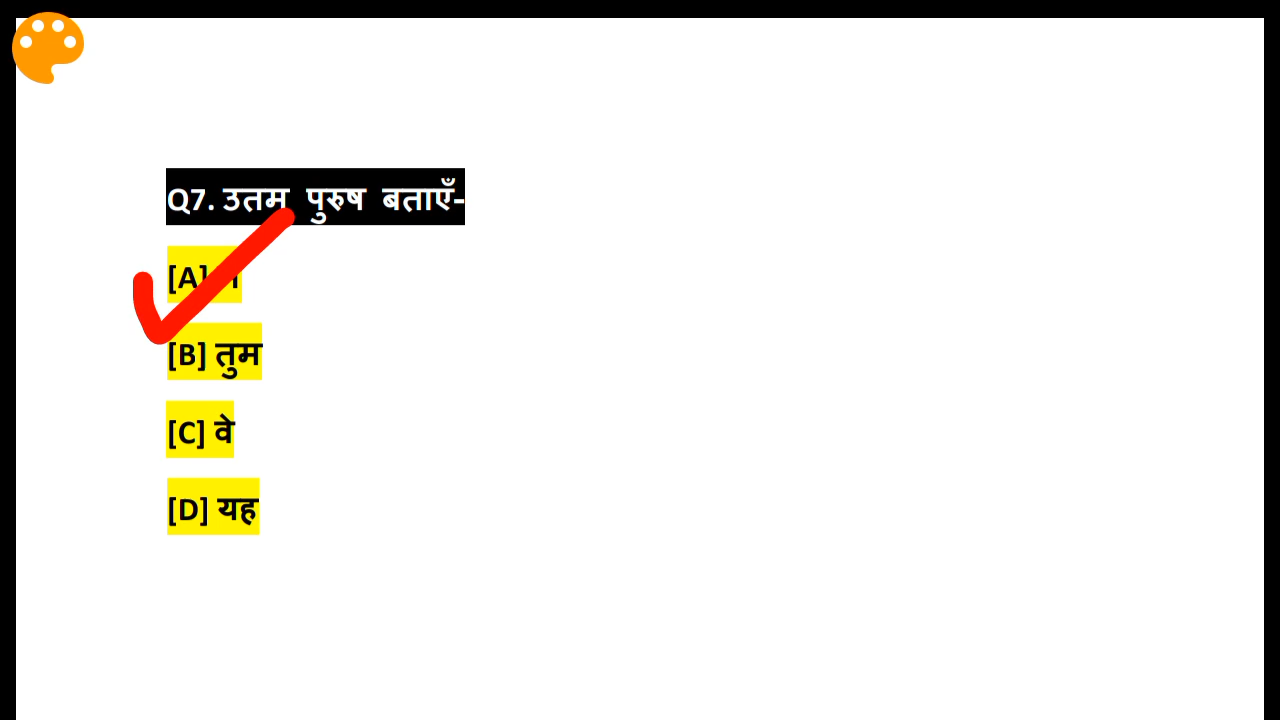 Q7. उतम पुरुष बताएँ-
[A]
[B] तुम
[C] वे
[D] यह